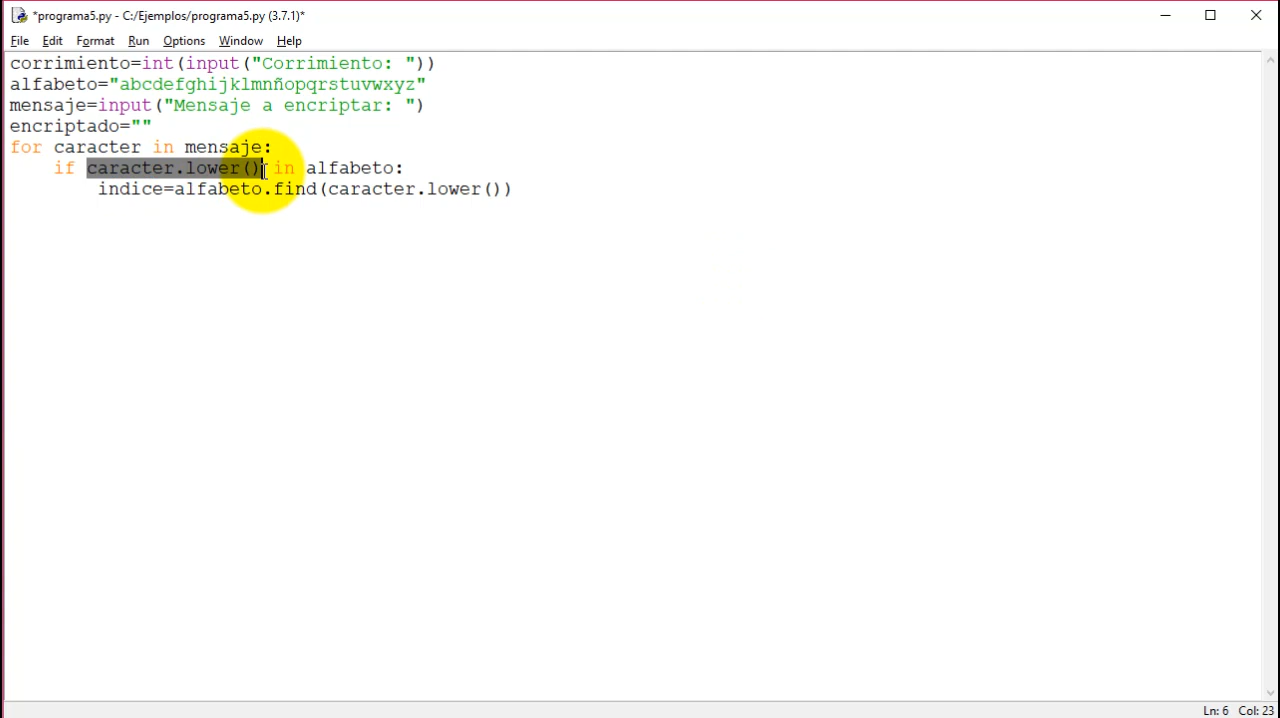 *programa5.py - C:/Ejemplos/programa5.py (3.7.1)*
File Edit Format Run Options Window Help
corrimiento=int(input("Corrimiento: "))
alfabeto="abcdefghijklmnñopqrstuvwxyz"
mensaje=input("Mensaje a encriptar: ")
encriptado=""
for caracter in mensaje:
    if caracter.lower() in alfabeto:
        indice=alfabeto.find(caracter.lower())
Ln: 6 Col: 23